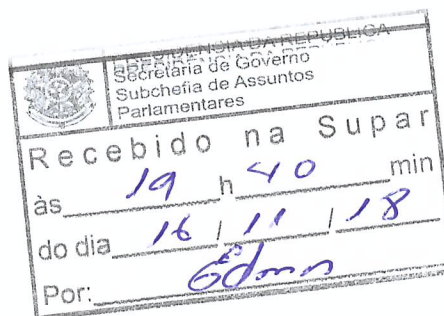 PRESIDÊNCIA DA REPÚBLICA
Secretaria de Governo
Subchefia de Assuntos
Parlamentares
Recebido na Supar
às 19 h 40 min
do dia 16 / 11 / 18
Por: